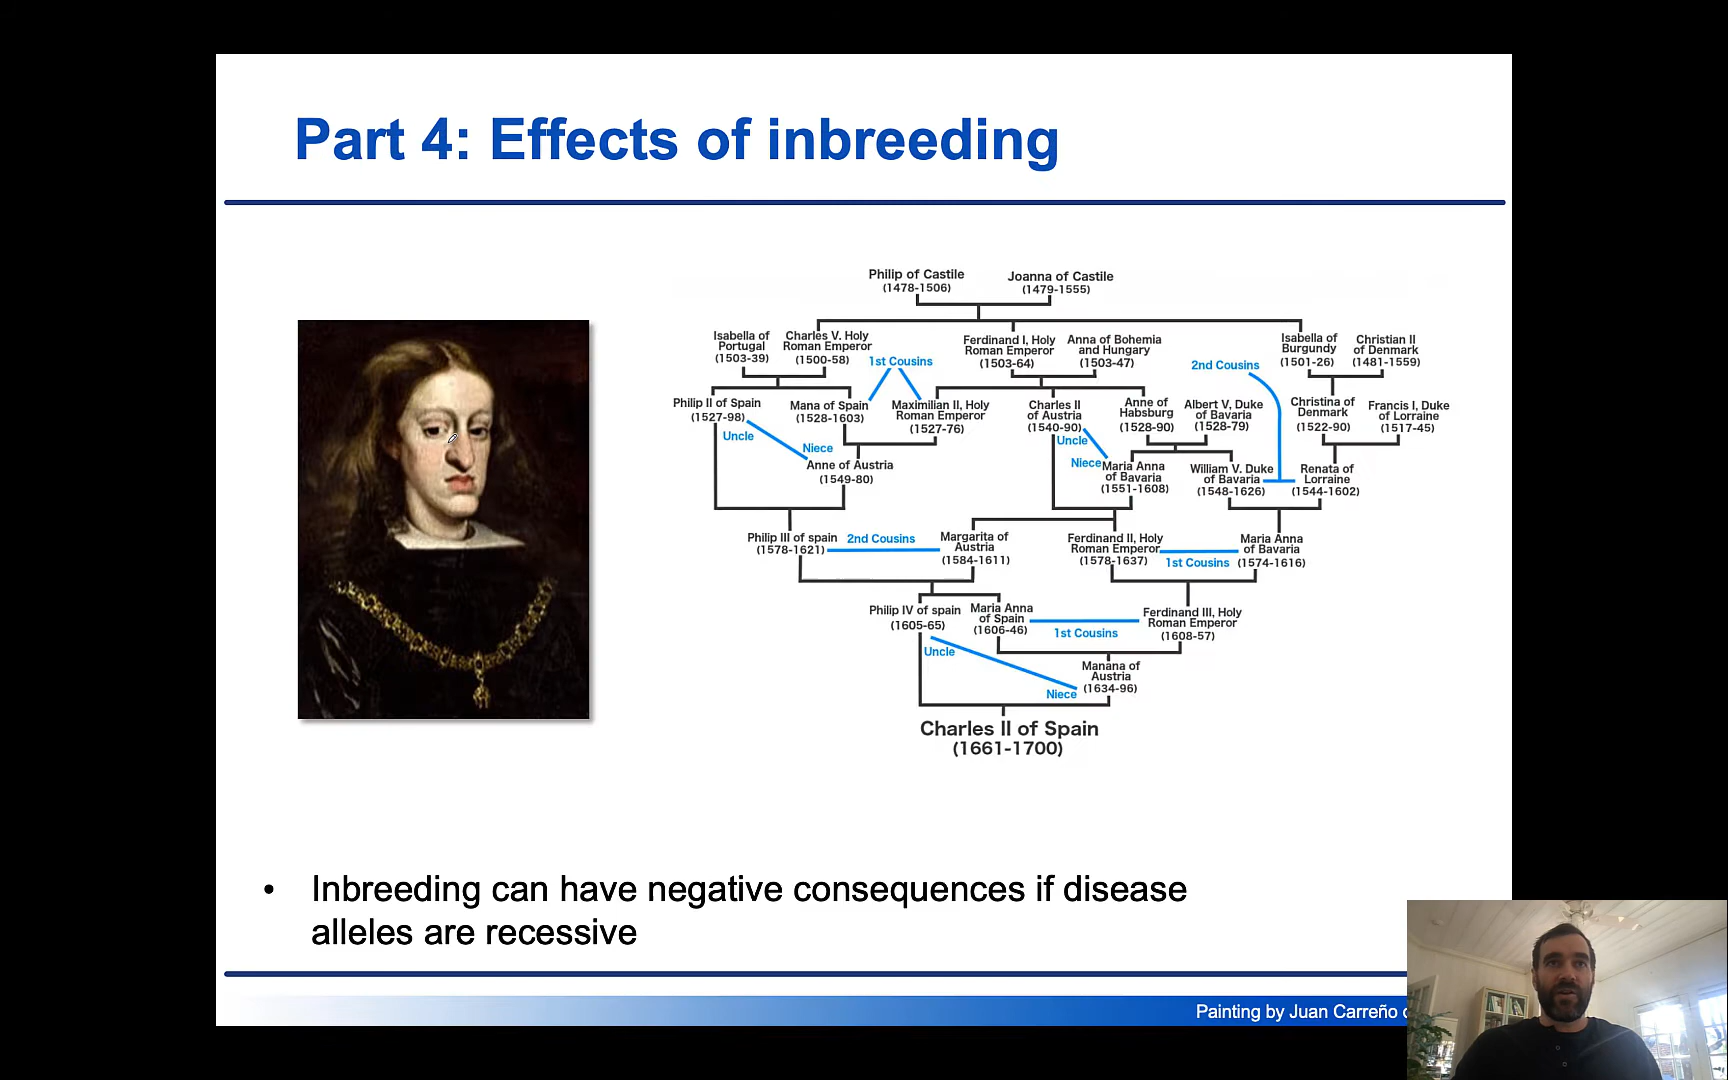 Part 4: Effects of inbreeding
Philip of Castile
(1478-1506)
Joanna of Castile
(1479-1555)
Isabella of
Portugal
(1503-39)
Charles V. Holy
Roman Emperor
(1500-58)
1st Cousins
Ferdinand I, Holy
Roman Emperor
(1503-64)
Anna of Bohemia
and Hungary
(1503-47)
2nd Cousins
Isabella of
Burgundy
(1501-26)
Christian II
of Denmark
(1481-1559)
Philip II of Spain
(1527-98)
Mana of Spain
(1528-1603)
Maximilian II, Holy
Roman Emperor
(1527-76)
Charles II
of Austria
(1540-90)
Anne of
Habsburg
(1528-90)
Albert V, Duke
of Bavaria
(1528-79)
Christina of
Denmark
(1522-90)
Francis I, Duke
of Lorraine
(1517-45)
Uncle
Niece
Anne of Austria
(1549-80)
Uncle
Niece
Maria Anna
of Bavaria
(1551-1608)
William V. Duke
of Bavaria
(1548-1626)
Renata of
Lorraine
(1544-1602)
Philip III of spain
(1578-1621)
2nd Cousins
Margarita of
Austria
(1584-1611)
Ferdinand II, Holy
Roman Emperor
(1578-1637)
1st Cousins
Maria Anna
of Bavaria
(1574-1616)
Philip IV of spain
(1605-65)
Maria Anna
of Spain
(1606-46)
1st Cousins
Ferdinand III, Holy
Roman Emperor
(1608-57)
Uncle
Niece
Manana of
Austria
(1634-96)
Charles II of Spain
(1661-1700)
• Inbreeding can have negative consequences if disease
alleles are recessive
Painting by Juan Carreño